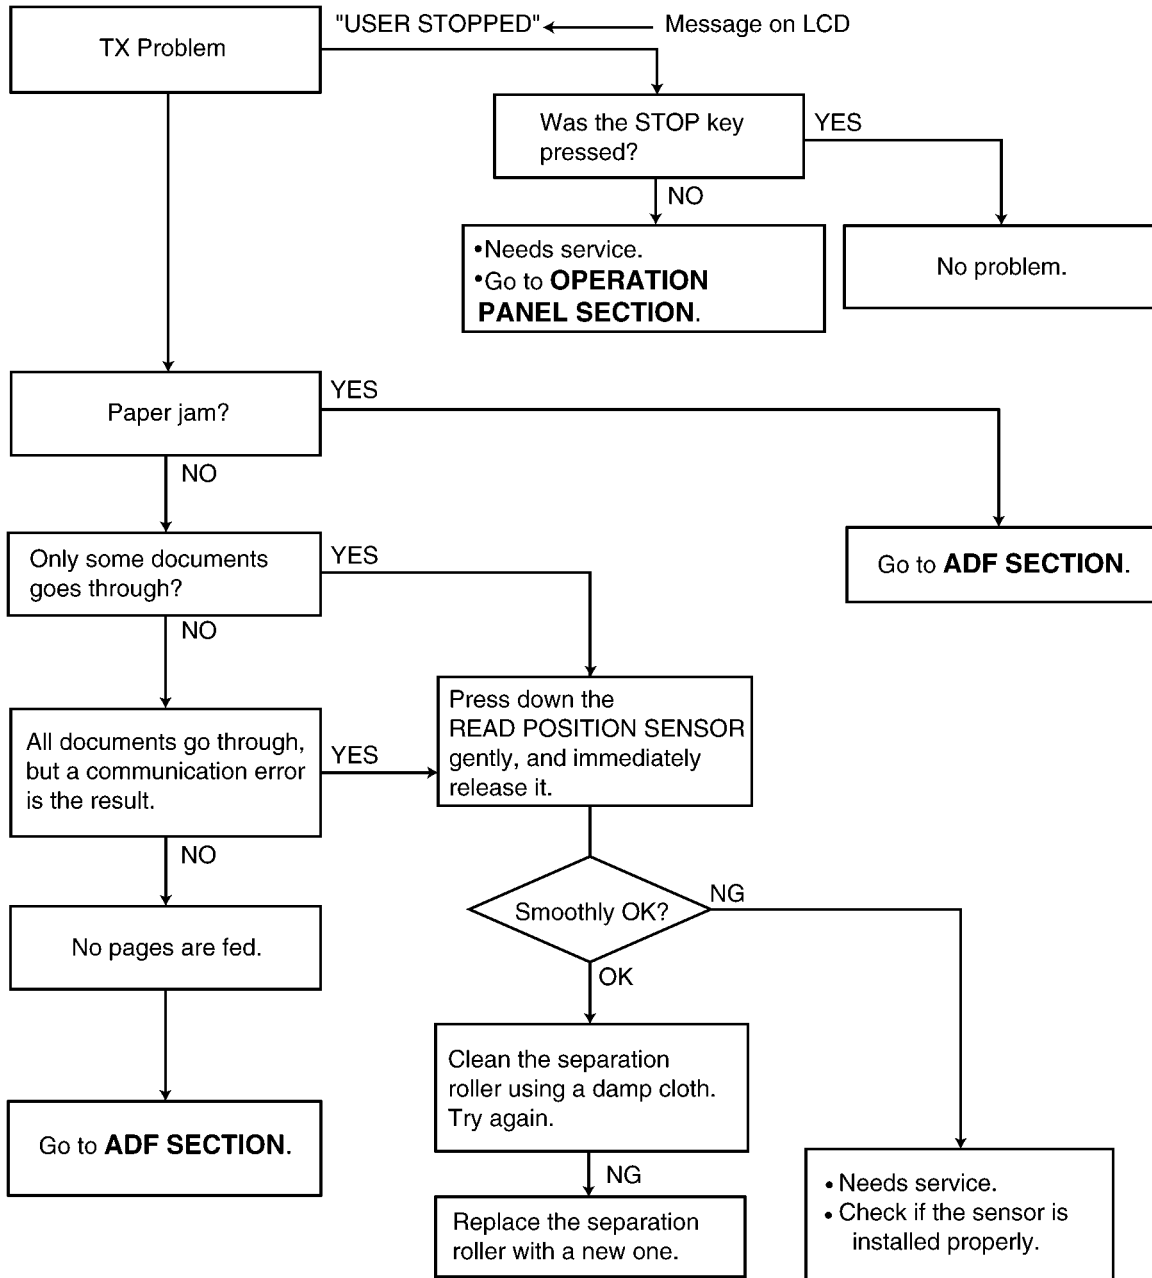 TX Problem
"USER STOPPED"
Message on LCD
Was the STOP key
pressed?
YES
NO
•Needs service.
•Go to OPERATION
PANEL SECTION.
No problem.
Paper jam?
YES
NO
Go to ADF SECTION.
Only some documents
goes through?
YES
NO
All documents go through,
but a communication error
is the result.
YES
NO
Press down the
READ POSITION SENSOR
gently, and immediately
release it.
Smoothly OK?
NG
OK
No pages are fed.
Go to ADF SECTION.
Clean the separation
roller using a damp cloth.
Try again.
NG
Replace the separation
roller with a new one.
• Needs service.
• Check if the sensor is
installed properly.